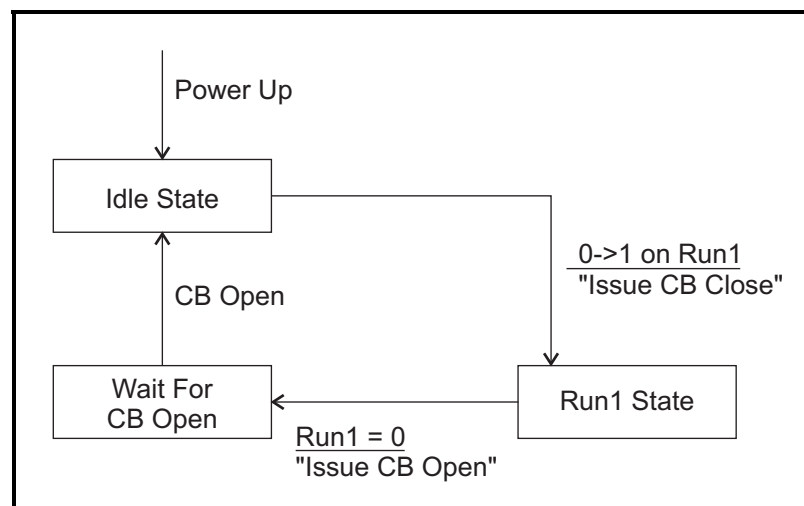 Power Up
Idle State
0->1 on Run1
"Issue CB Close"
CB Open
Wait For
CB Open
Run1 State
Run1 = 0
"Issue CB Open"